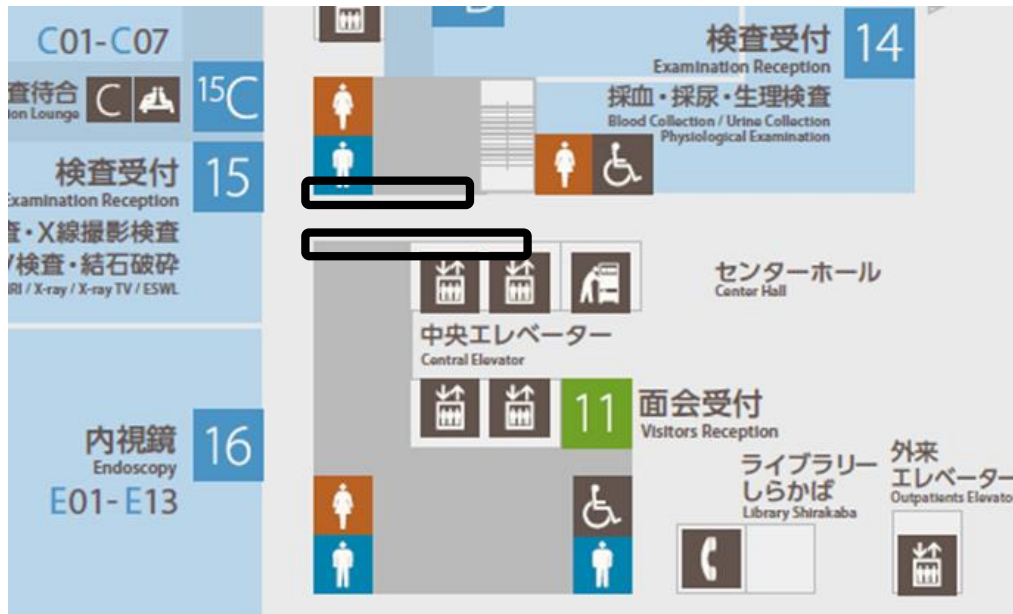 C01-C07
査待合 C 15C
ion Lounge
検査受付 15
Examination Reception
査・X線撮影検査
検査・結石破砕
RI / X-ray / X-ray TV / ESWL
内視鏡 16
Endoscopy
E01-E13
検査受付 14
Examination Reception
採血・採尿・生理検査
Blood Collection / Urine Collection
Physiological Examination
センターホール
Center Hall
中央エレベーター
Central Elevator
11 面会受付
Visitors Reception
ライブラリー
しらかば
Library Shirakaba
外来
エレベーター
Outpatients Elevato